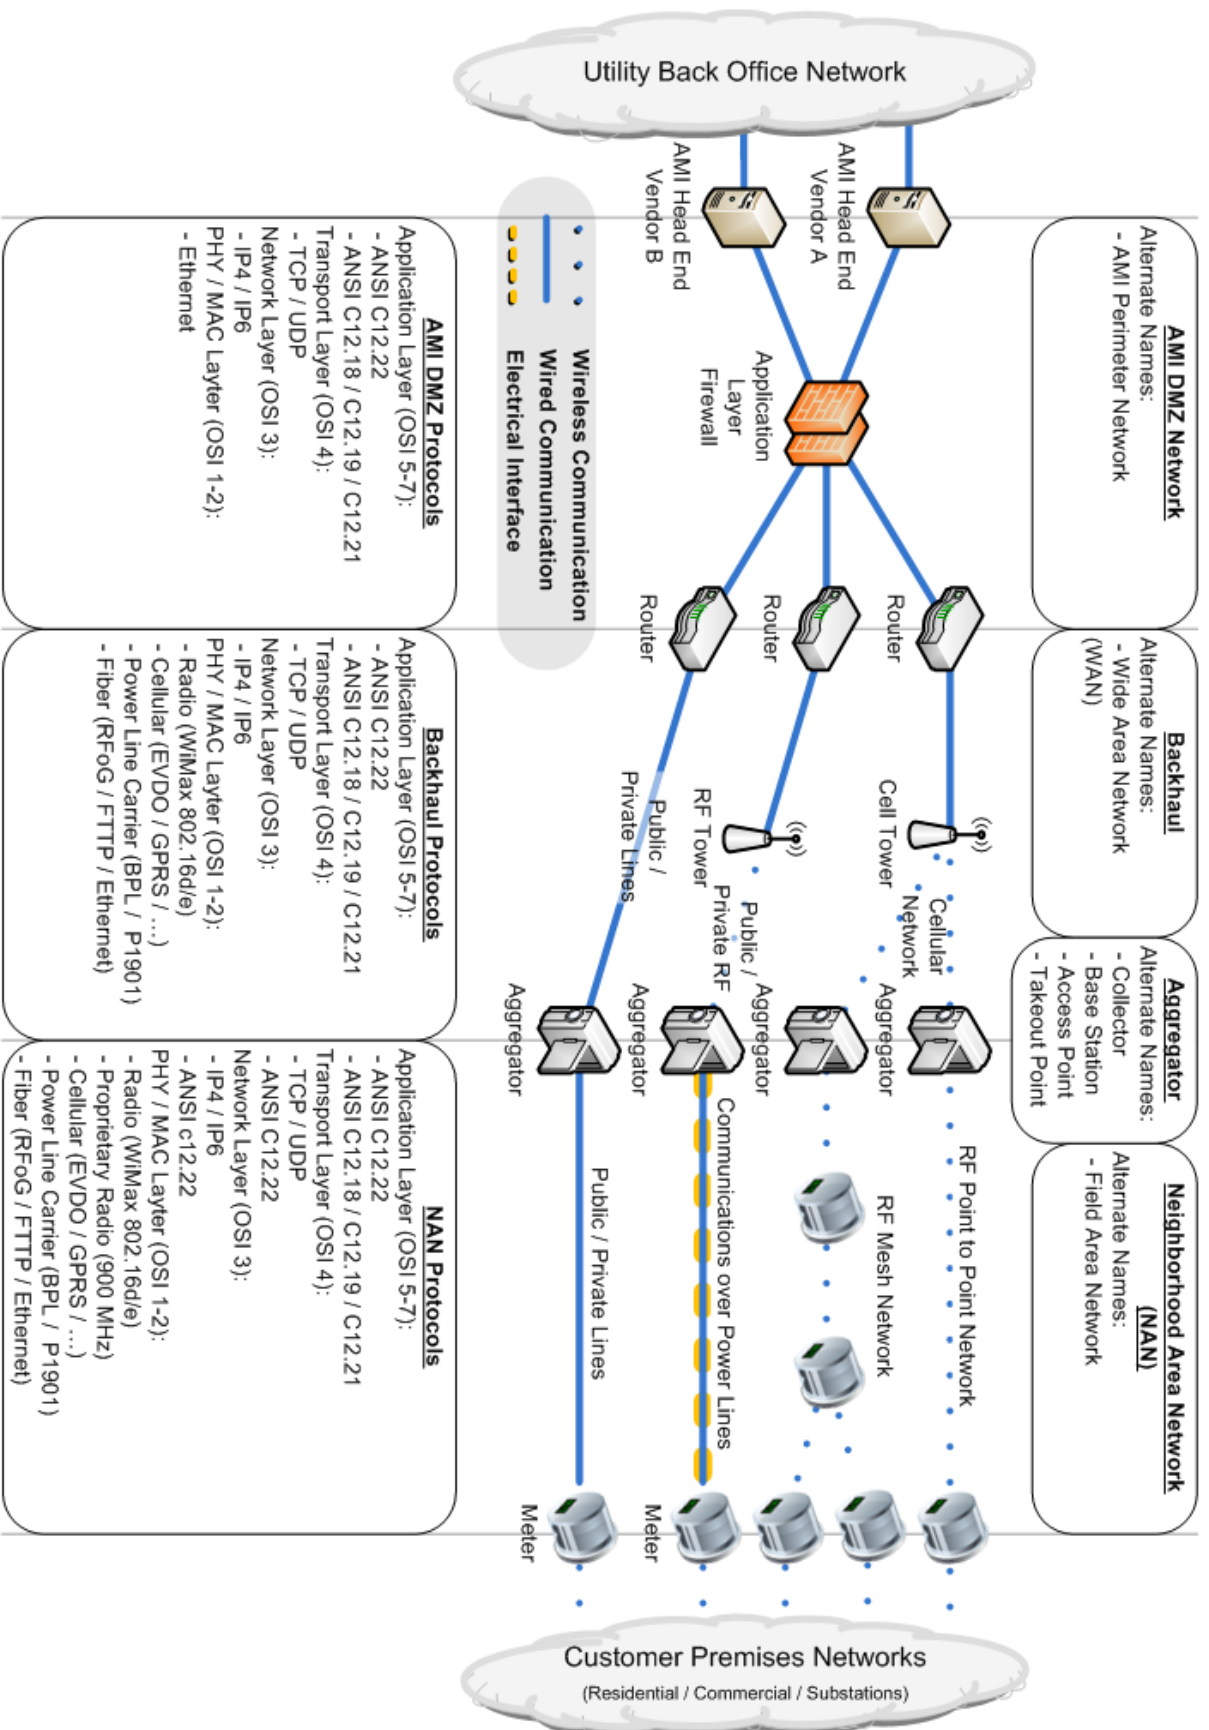 Utility Back Office Network
AMI DMZ Network
Alternate Names:
- AMI Perimeter Network
Backhaul
Alternate Names:
- Wide Area Network
(WAN)
Aggregator
Alternate Names:
- Collector
- Base Station
- Access Point
- Takeout Point
Neighborhood Area Network
(NAN)
Alternate Names:
- Field Area Network
AMI Head End
Vendor A
AMI Head End
Vendor B
Application
Layer
Firewall
Router
Router
Router
Cell Tower
Cellular
Network
RF Tower
Public /
Private RF
Public /
Private Lines
Aggregator
Aggregator
Aggregator
Aggregator
RF Point to Point Network
RF Mesh Network
Communications over Power Lines
Public / Private Lines
Meter
Meter
Wireless Communication
Wired Communication
Electrical Interface
AMI DMZ Protocols
Application Layer (OSI 5-7):
- ANSI C12.22
- ANSI C12.18 / C12.19 / C12.21
Transport Layer (OSI 4):
- TCP / UDP
Network Layer (OSI 3):
- IP4 / IP6
PHY / MAC Layter (OSI 1-2):
- Ethernet
Backhaul Protocols
Application Layer (OSI 5-7):
- ANSI C12.22
- ANSI C12.18 / C12.19 / C12.21
Transport Layer (OSI 4):
- TCP / UDP
Network Layer (OSI 3):
- IP4 / IP6
PHY / MAC Layter (OSI 1-2):
- Radio (WiMax 802.16d/e)
- Cellular (EVDO / GPRS / ...)
- Power Line Carrier (BPL / P1901)
- Fiber (RFoG / FTTP / Ethernet)
NAN Protocols
Application Layer (OSI 5-7):
- ANSI C12.22
- ANSI C12.18 / C12.19 / C12.21
Transport Layer (OSI 4):
- TCP / UDP
- ANSI C12.22
Network Layer (OSI 3):
- IP4 / IP6
- ANSI c12.22
PHY / MAC Layter (OSI 1-2):
- Radio (WiMax 802.16d/e)
- Proprietary Radio (900 MHz)
- Cellular (EVDO / GPRS / ...)
- Power Line Carrier (BPL / P1901)
- Fiber (RFoG / FTTP / Ethernet)
Customer Premises Networks
(Residential / Commercial / Substations)